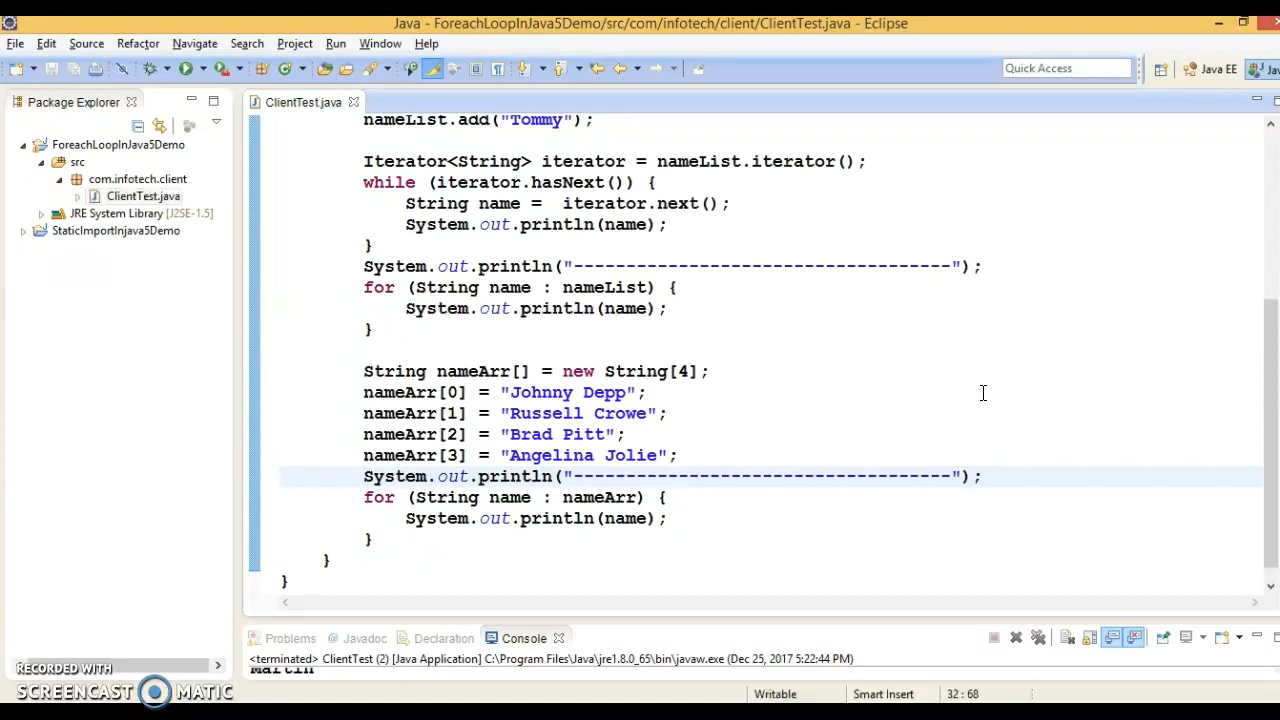 Java - ForeachLoopInJava5Demo/src/com/infotech/client/ClientTest.java - Eclipse
File Edit Source Refactor Navigate Search Project Run Window Help
Quick Access
Java EE
Jav
Package Explorer
ClientTest.java
ForeachLoopInJava5Demo
src
com.infotech.client
ClientTest.java
JRE System Library [J2SE-1.5]
StaticImportInjava5Demo
nameList.add("Tommy");
Iterator<String> iterator = nameList.iterator();
while (iterator.hasNext()) {
String name =  iterator.next();
System.out.println(name);
}
System.out.println("------------------------------------");
for (String name : nameList) {
System.out.println(name);
}
String nameArr[] = new String[4];
nameArr[0] = "Johnny Depp";
nameArr[1] = "Russell Crowe";
nameArr[2] = "Brad Pitt";
nameArr[3] = "Angelina Jolie";
System.out.println("------------------------------------");
for (String name : nameArr) {
System.out.println(name);
}
}
}
Problems Javadoc Declaration Console
<terminated> ClientTest (2) [Java Application] C:\Program Files\Java\jre1.8.0_65\bin\javaw.exe (Dec 25, 2017 5:22:44 PM)
Martin
Writable Smart Insert 32 : 68
RECORDED WITH
SCREENCAST MATIC